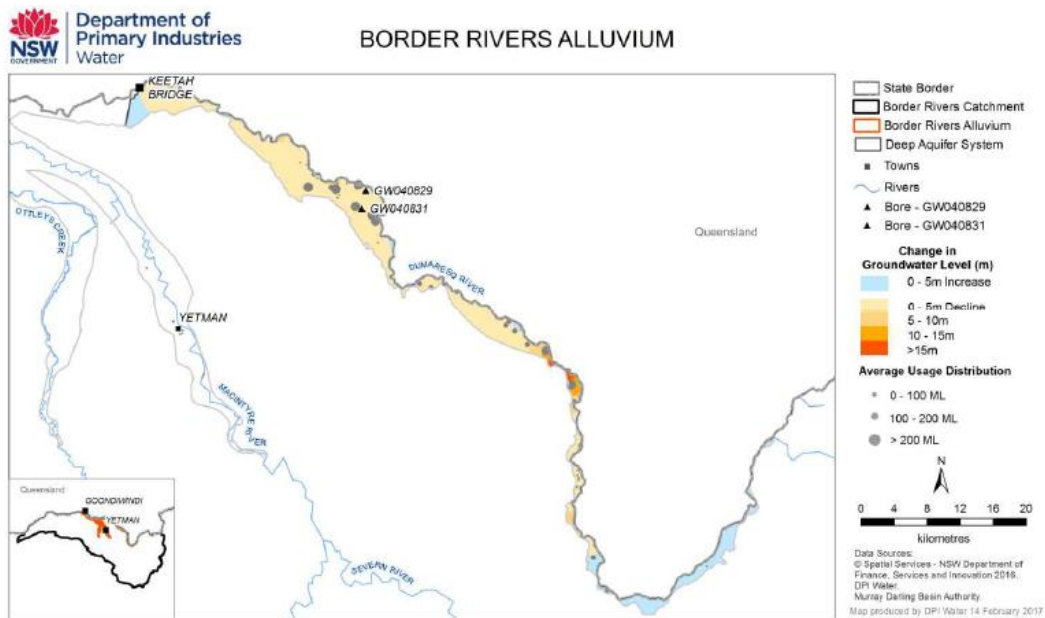 Department of
Primary Industries
Water
NSW
GOVERNMENT
BORDER RIVERS ALLUVIUM
KEETAH
BRIDGE
GW040829
GW040831
Queensland
OTTLEYS CREEK
DUMARESQ RIVER
YETMAN
MACINTYRE RIVER
SEVERN RIVER
Queensland
GOONDIWINDI
YETMAN
State Border
Border Rivers Catchment
Border Rivers Alluvium
Deep Aquifer System
Towns
Rivers
Bore - GW040829
Bore - GW040831
Change in
Groundwater Level (m)
0 - 5m Increase
0 - 5m Decline
5 - 10m
10 - 15m
>15m
Average Usage Distribution
0 - 100 ML
100 - 200 ML
> 200 ML
N
0 4 8 12 16 20
kilometres
Data Sources:
© Spatial Services - NSW Department of
Finance, Services and Innovation 2016.
DPI Water.
Murray Darling Basin Authority.
Map produced by DPI Water 14 February 2017